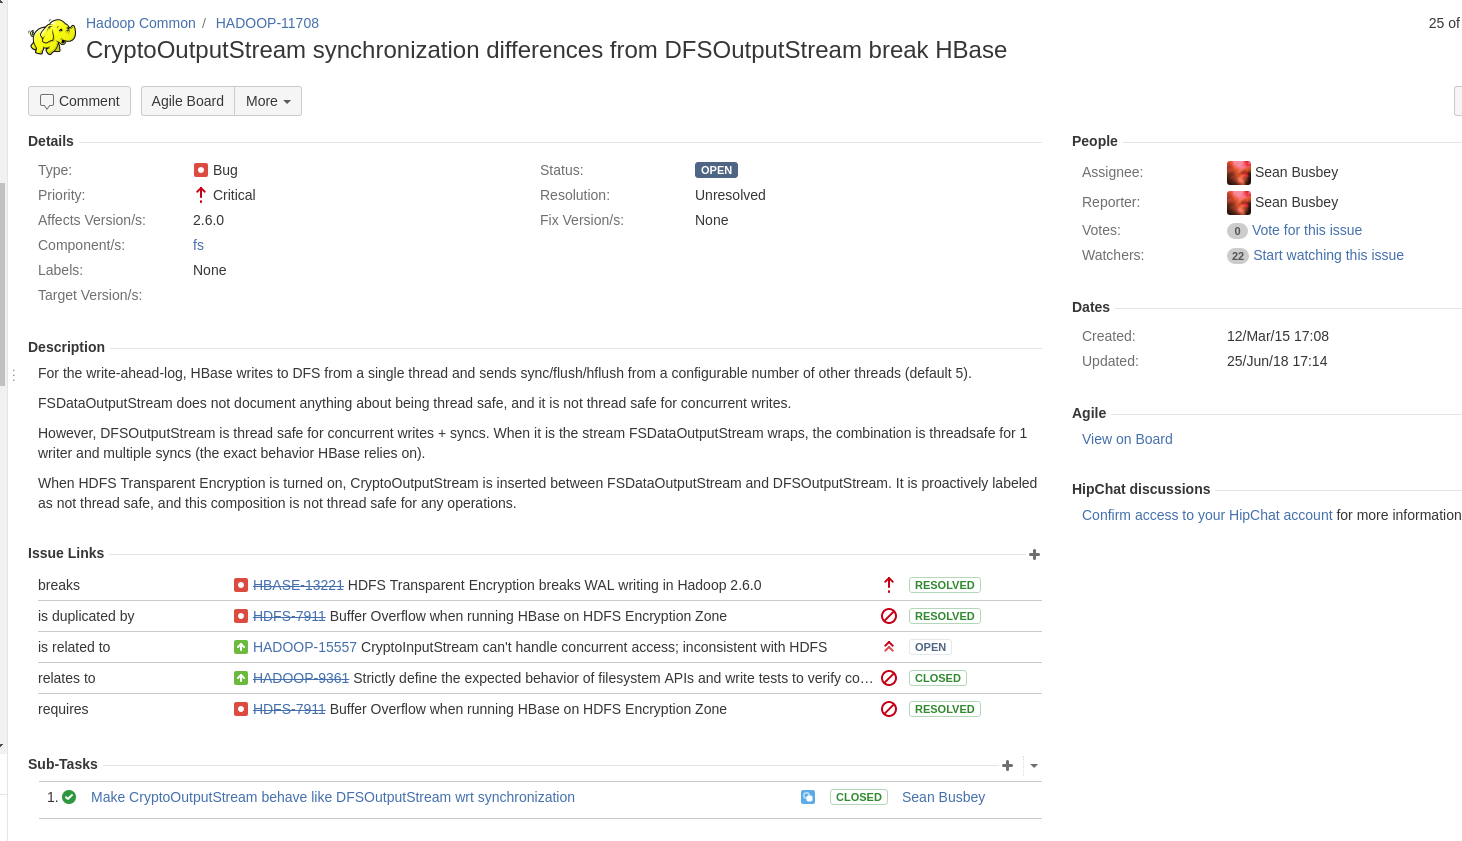 Hadoop Common / HADOOP-11708
25 of
CryptoOutputStream synchronization differences from DFSOutputStream break HBase
Comment
Agile Board
More
Details
Type: Bug
Priority: Critical
Affects Version/s: 2.6.0
Component/s: fs
Labels: None
Target Version/s:
Status: OPEN
Resolution: Unresolved
Fix Version/s: None
Description
For the write-ahead-log, HBase writes to DFS from a single thread and sends sync/flush/hflush from a configurable number of other threads (default 5).
FSDataOutputStream does not document anything about being thread safe, and it is not thread safe for concurrent writes.
However, DFSOutputStream is thread safe for concurrent writes + syncs. When it is the stream FSDataOutputStream wraps, the combination is threadsafe for 1
writer and multiple syncs (the exact behavior HBase relies on).
When HDFS Transparent Encryption is turned on, CryptoOutputStream is inserted between FSDataOutputStream and DFSOutputStream. It is proactively labeled
as not thread safe, and this composition is not thread safe for any operations.
Issue Links
breaks HBASE-13221 HDFS Transparent Encryption breaks WAL writing in Hadoop 2.6.0 RESOLVED
is duplicated by HDFS-7911 Buffer Overflow when running HBase on HDFS Encryption Zone RESOLVED
is related to HADOOP-15557 CryptoInputStream can't handle concurrent access; inconsistent with HDFS OPEN
relates to HADOOP-9361 Strictly define the expected behavior of filesystem APIs and write tests to verify co… CLOSED
requires HDFS-7911 Buffer Overflow when running HBase on HDFS Encryption Zone RESOLVED
Sub-Tasks
1. Make CryptoOutputStream behave like DFSOutputStream wrt synchronization CLOSED Sean Busbey
People
Assignee: Sean Busbey
Reporter: Sean Busbey
Votes: 0 Vote for this issue
Watchers: 22 Start watching this issue
Dates
Created: 12/Mar/15 17:08
Updated: 25/Jun/18 17:14
Agile
View on Board
HipChat discussions
Confirm access to your HipChat account for more information